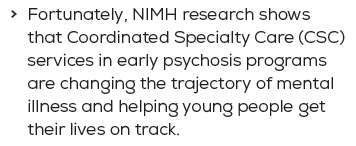 > Fortunately, NIMH research shows
that Coordinated Specialty Care (CSC)
services in early psychosis programs
are changing the trajectory of mental
illness and helping young people get
their lives on track.